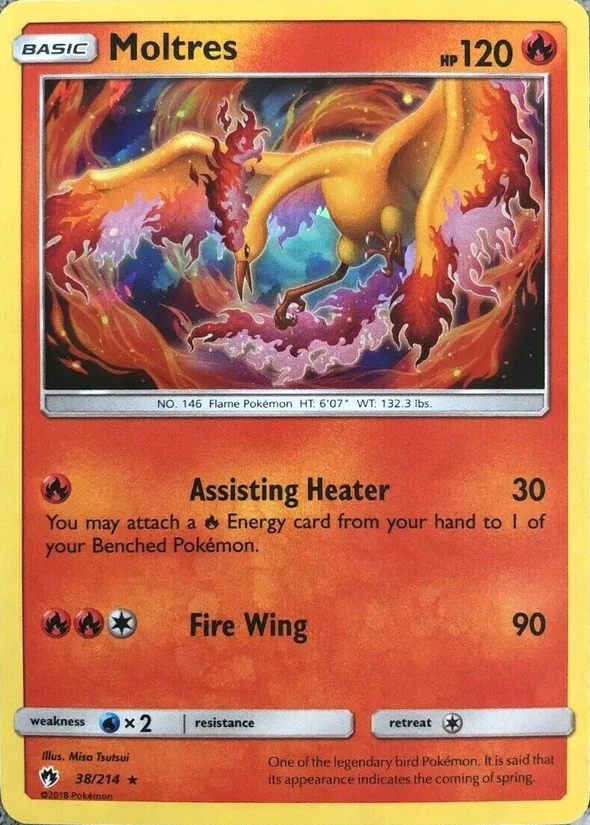 BASIC Moltres HP 120
NO. 146 Flame Pokémon HT: 6'07" WT: 132.3 lbs.
Assisting Heater 30
You may attach a Energy card from your hand to 1 of
your Benched Pokémon.
Fire Wing 90
weakness ×2 resistance retreat
Illus. Misa Tsutsui
38/214 ★
©2018 Pokémon
One of the legendary bird Pokémon. It is said that
its appearance indicates the coming of spring.